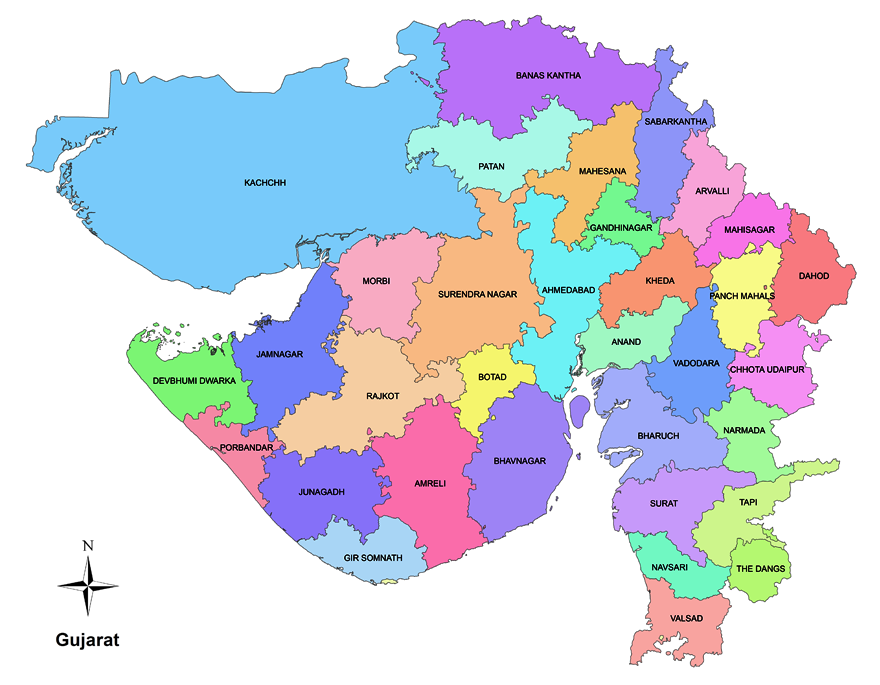 BANAS KANTHA
SABARKANTHA
PATAN
MAHESANA
KACHCHH
ARVALLI
GANDHINAGAR
MAHISAGAR
MORBI
SURENDRA NAGAR
AHMEDABAD
KHEDA
PANCH MAHALS
DAHOD
JAMNAGAR
ANAND
VADODARA
CHHOTA UDAIPUR
DEVBHUMI DWARKA
RAJKOT
BOTAD
PORBANDAR
BHARUCH
NARMADA
JUNAGADH
AMRELI
BHAVNAGAR
SURAT
TAPI
GIR SOMNATH
NAVSARI
THE DANGS
VALSAD
N
Gujarat